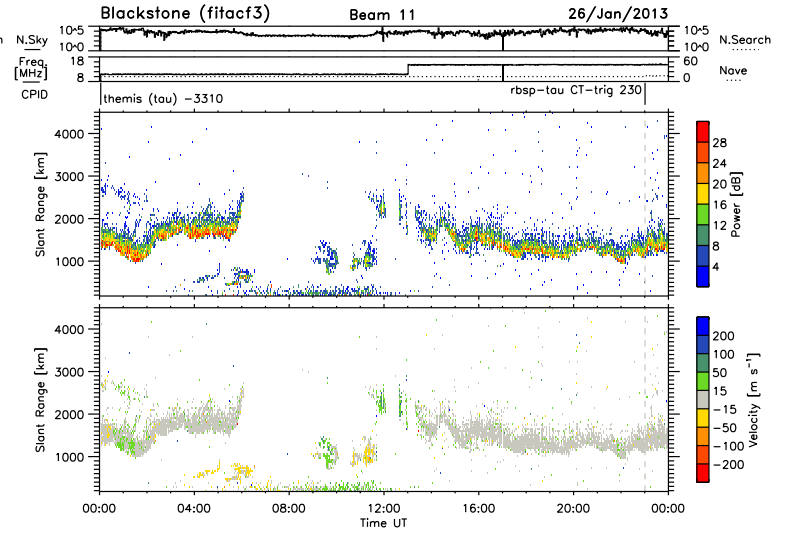 Blackstone (fitacf3) Beam 11 26/Jan/2013
N.Sky 10^5 10^0 10^5 10^0 N.Search
Freq. [MHz] 18 8 60 0 Nave
CPID themis (tau) -3310 rbsp-tau CT-trig 230
Slant Range [km]
4000
3000
2000
1000
28
24
20
16
12
8
4
Power [dB]
Slant Range [km]
4000
3000
2000
1000
200
100
50
15
-15
-50
-100
-200
Velocity [m s⁻¹]
00:00 04:00 08:00 12:00 16:00 20:00 00:00
Time UT